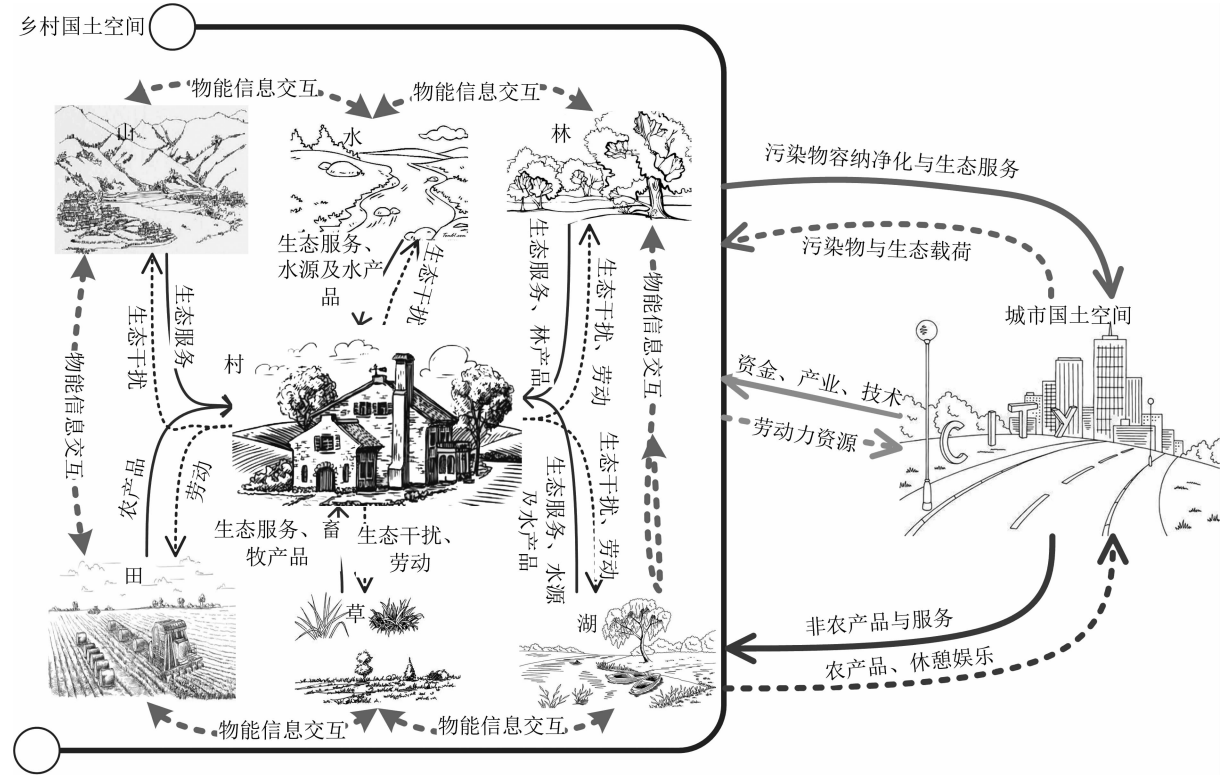 乡村国土空间
物能信息交互
物能信息交互
山
水
林
生态服务、
水源及水产
品
生态干扰
生态服务、林产品
生态干扰、劳动
物能信息交互
生态干扰
生态服务
物能信息交互
村
农产品
劳动
生态服务、畜
牧产品
生态干扰、
劳动
生态服务、水源
及水产品
生态干扰、劳动
田
草
湖
物能信息交互
物能信息交互
污染物容纳净化与生态服务
污染物与生态载荷
城市国土空间
资金、产业、技术
劳动力资源
CITY
非农产品与服务
农产品、休憩娱乐